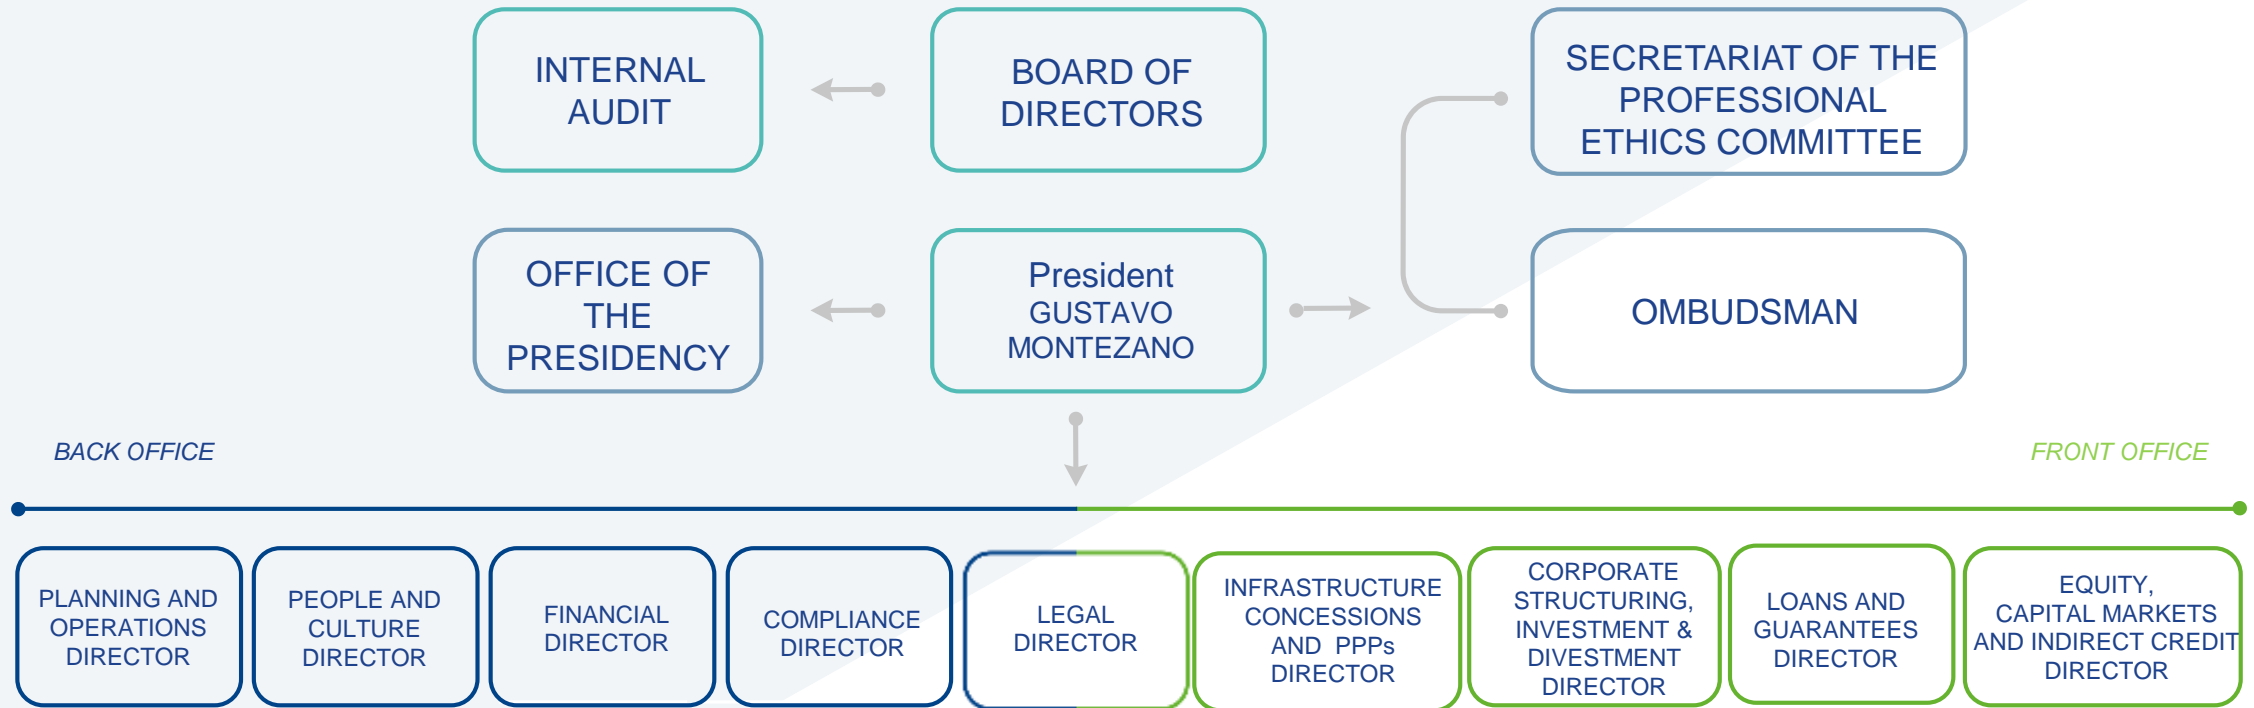 INTERNAL
AUDIT
BOARD OF
DIRECTORS
SECRETARIAT OF THE
PROFESSIONAL
ETHICS COMMITTEE
OFFICE OF
THE
PRESIDENCY
President
GUSTAVO
MONTEZANO
OMBUDSMAN
BACK OFFICE
FRONT OFFICE
PLANNING AND
OPERATIONS
DIRECTOR
PEOPLE AND
CULTURE
DIRECTOR
FINANCIAL
DIRECTOR
COMPLIANCE
DIRECTOR
LEGAL
DIRECTOR
INFRASTRUCTURE
CONCESSIONS
AND PPPs
DIRECTOR
CORPORATE
STRUCTURING,
INVESTMENT &
DIVESTMENT
DIRECTOR
LOANS AND
GUARANTEES
DIRECTOR
EQUITY,
CAPITAL MARKETS
AND INDIRECT CREDIT
DIRECTOR